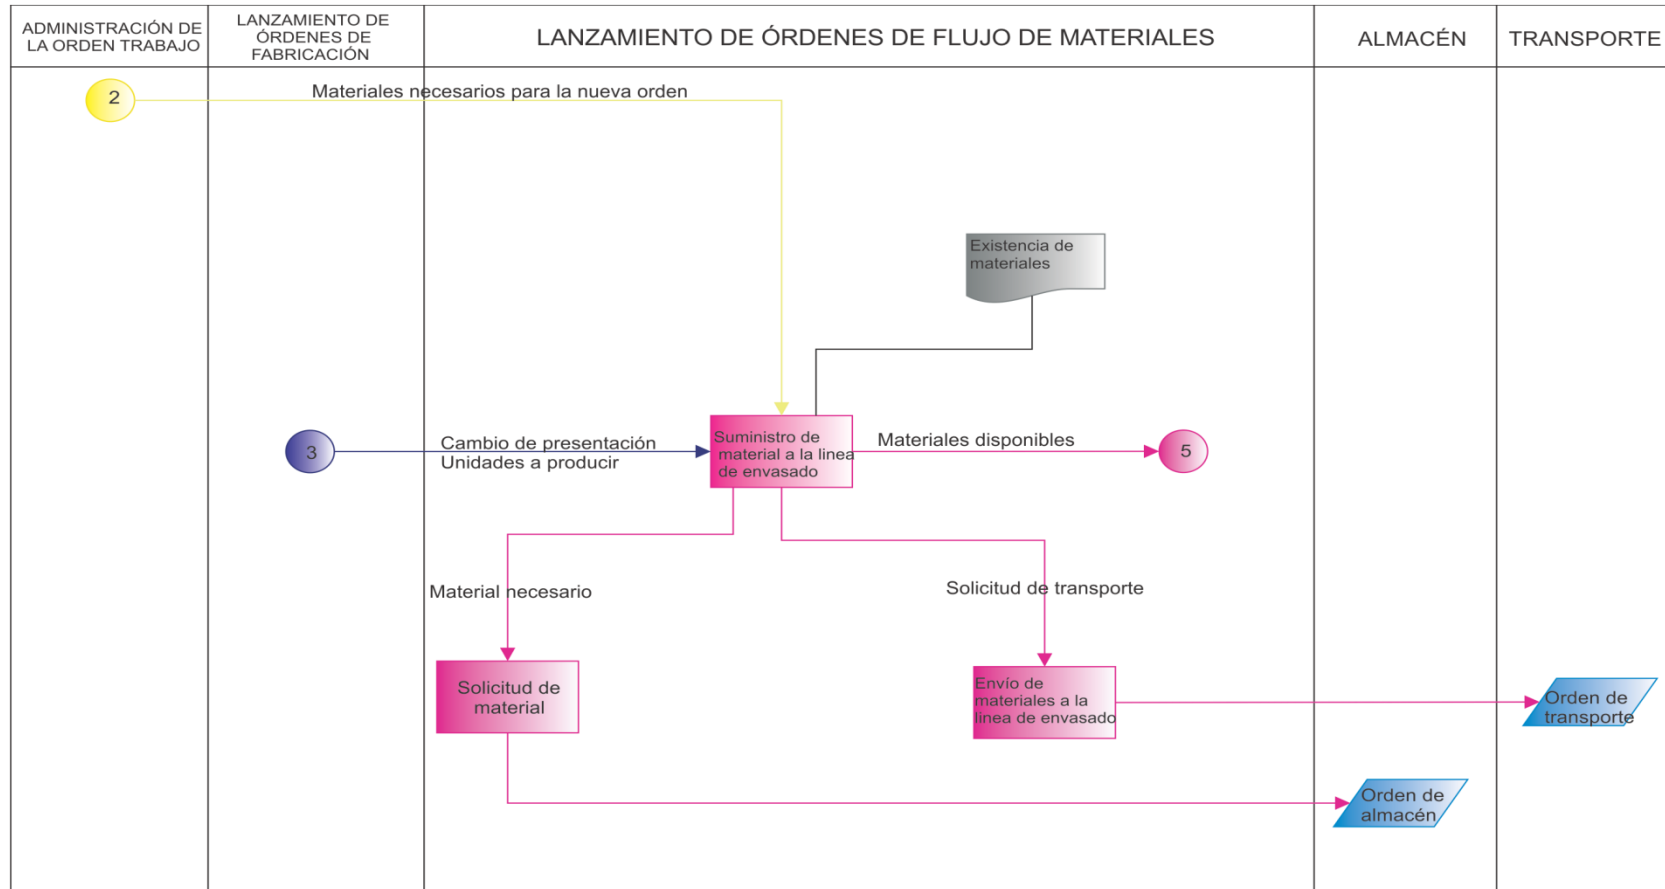 ADMINISTRACIÓN DE
LA ORDEN TRABAJO
LANZAMIENTO DE
ÓRDENES DE
FABRICACIÓN
LANZAMIENTO DE ÓRDENES DE FLUJO DE MATERIALES
ALMACÉN
TRANSPORTE
2
Materiales necesarios para la nueva orden
Existencia de
materiales
3
Cambio de presentación
Unidades a producir
Suministro de
material a la linea
de envasado
Materiales disponibles
5
Material necesario
Solicitud de transporte
Solicitud de
material
Envío de
materiales a la
linea de envasado
Orden de
transporte
Orden de
almacén